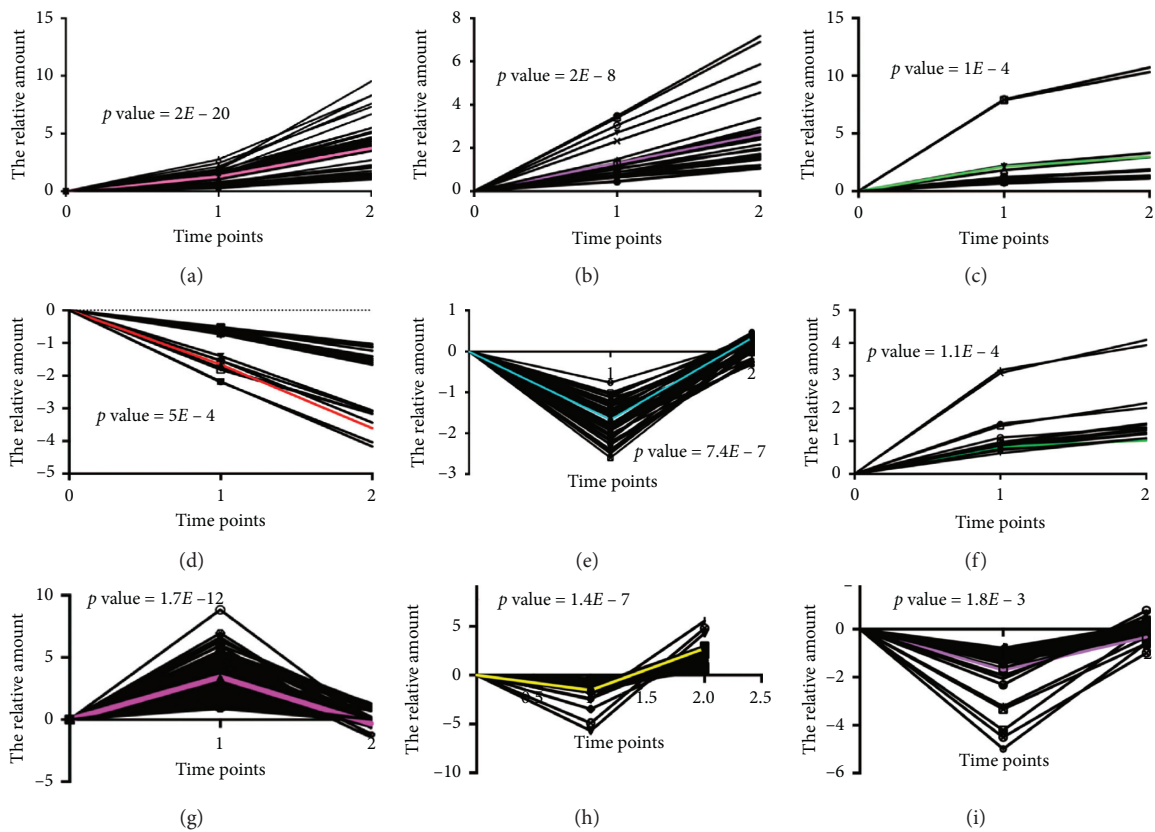 The relative amount
15
10
5
0
p value = 2E – 20
0 1 2
Time points
(a)
The relative amount
8
6
4
2
0
p value = 2E – 8
0 1 2
Time points
(b)
The relative amount
15
10
5
0
p value = 1E – 4
0 1 2
Time points
(c)
The relative amount
0
–1
–2
–3
–4
–5
p value = 5E – 4
0 1 2
Time points
(d)
The relative amount
1
0
–1
–2
–3
1 2
p value = 7.4E – 7
Time points
(e)
The relative amount
5
4
3
2
1
0
p value = 1.1E – 4
0 1 2
Time points
(f)
The relative amount
10
5
0
–5
p value = 1.7E –12
1 2
Time points
(g)
The relative amount
5
0
–5
–10
p value = 1.4E – 7
0.5 1.5 2.0 2.5
Time points
(h)
The relative amount
0
–2
–4
–6
p value = 1.8E – 3
2
Time points
(i)